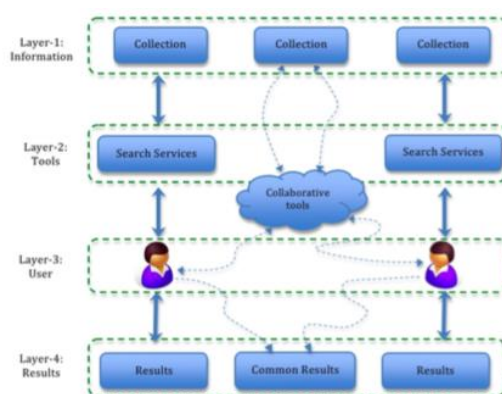 Layer-1:
Information
Collection
Collection
Collection
Layer-2:
Tools
Search Services
Search Services
Collaborative
tools
Layer-3:
User
Layer-4:
Results
Results
Common Results
Results